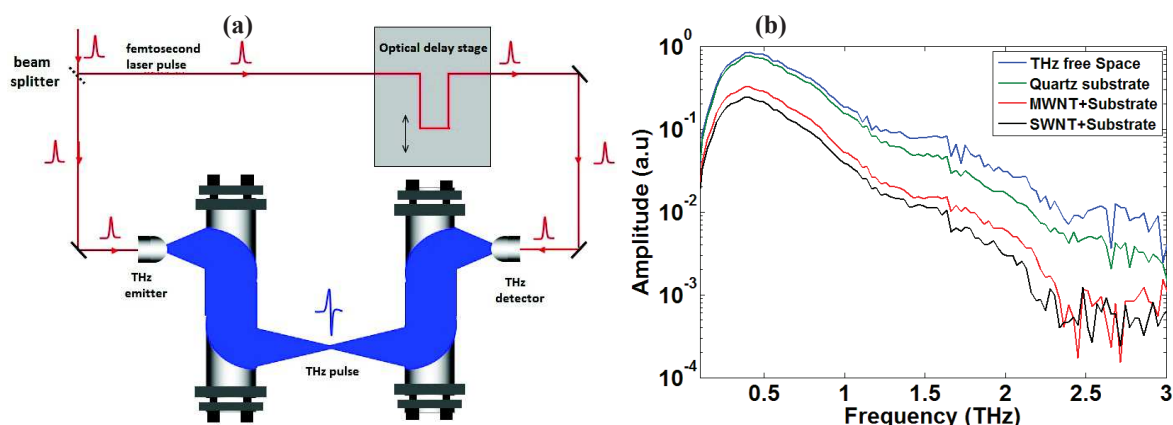 (a)
femtosecond
laser pulse
beam
splitter
Optical delay stage
THz
emitter
THz
detector
THz pulse
(b)
10^0
10^-1
10^-2
10^-3
10^-4
Amplitude (a.u)
THz free Space
Quartz substrate
MWNT+Substrate
SWNT+Substrate
0.5
1.0
1.5
2.0
2.5
3
Frequency (THz)